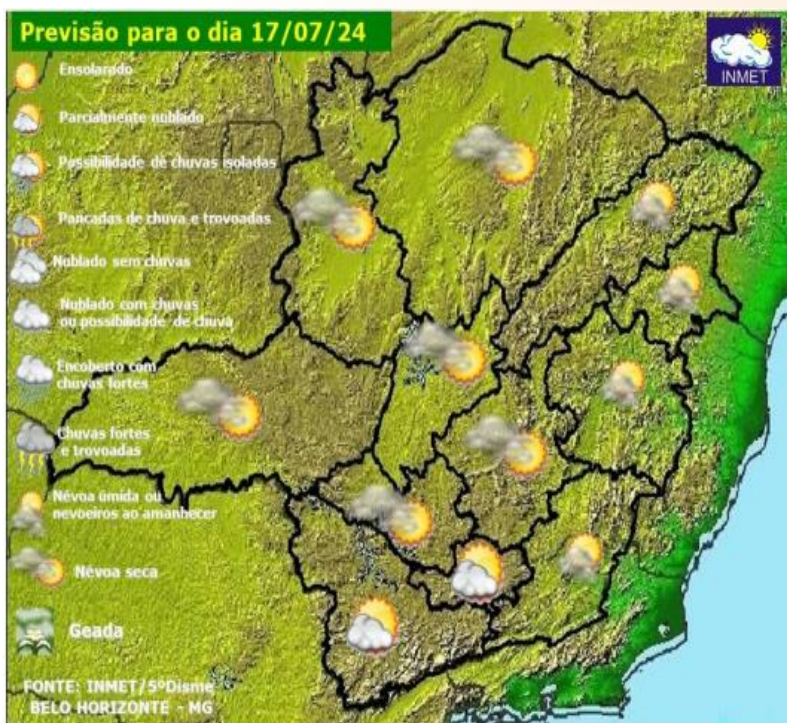 Previsão para o dia 17/07/24
INMET
Ensolarado
Parcialmente nublado
Possibilidade de chuvas isoladas
Pancadas de chuva e trovoadas
Nublado sem chuvas
Nublado com chuvas
ou possibilidade de chuva
Encoberto com
chuvas fortes
Chuvas fortes
e trovoadas
Névoa úmida ou
nevoeiros ao amanhecer
Névoa seca
Geada
FONTE: INMET/5ºDisme
BELO HORIZONTE - MG